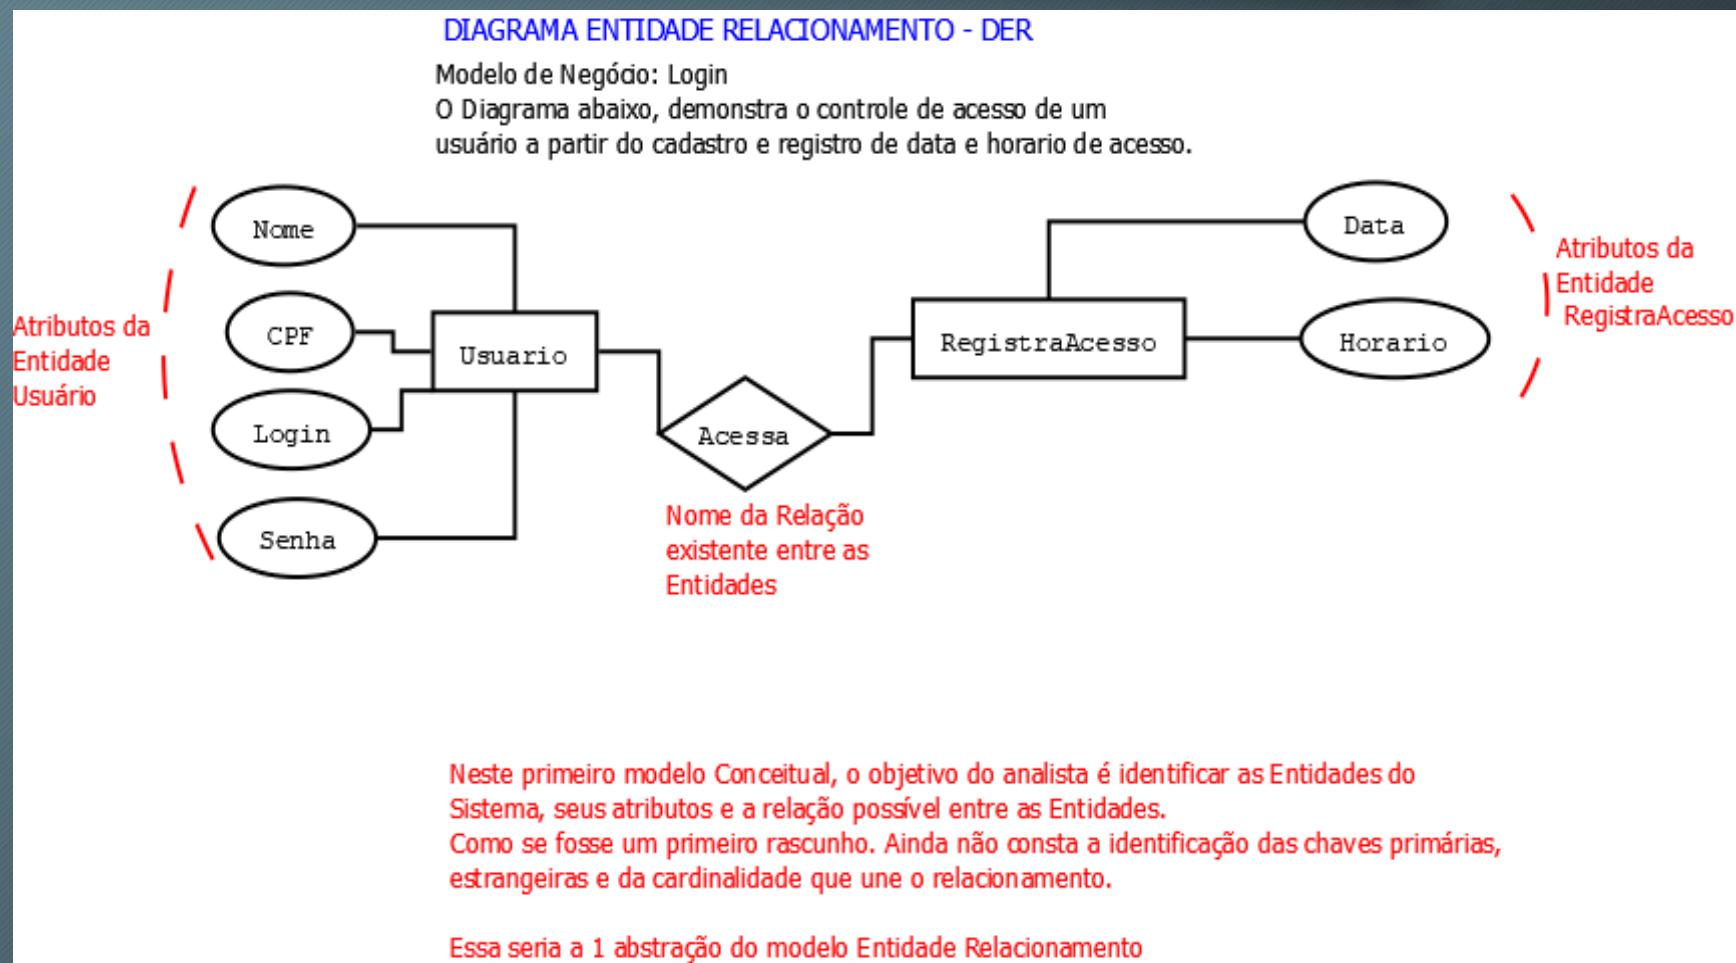 DIAGRAMA ENTIDADE RELACIONAMENTO - DER
Modelo de Negócio: Login
O Diagrama abaixo, demonstra o controle de acesso de um
usuário a partir do cadastro e registro de data e horario de acesso.
Nome
CPF
Login
Senha
Atributos da
Entidade
Usuário
Usuario
Acessa
Nome da Relação
existente entre as
Entidades
RegistraAcesso
Data
Horario
Atributos da
Entidade
RegistraAcesso
Neste primeiro modelo Conceitual, o objetivo do analista é identificar as Entidades do
Sistema, seus atributos e a relação possível entre as Entidades.
Como se fosse um primeiro rascunho. Ainda não consta a identificação das chaves primárias,
estrangeiras e da cardinalidade que une o relacionamento.
Essa seria a 1 abstração do modelo Entidade Relacionamento